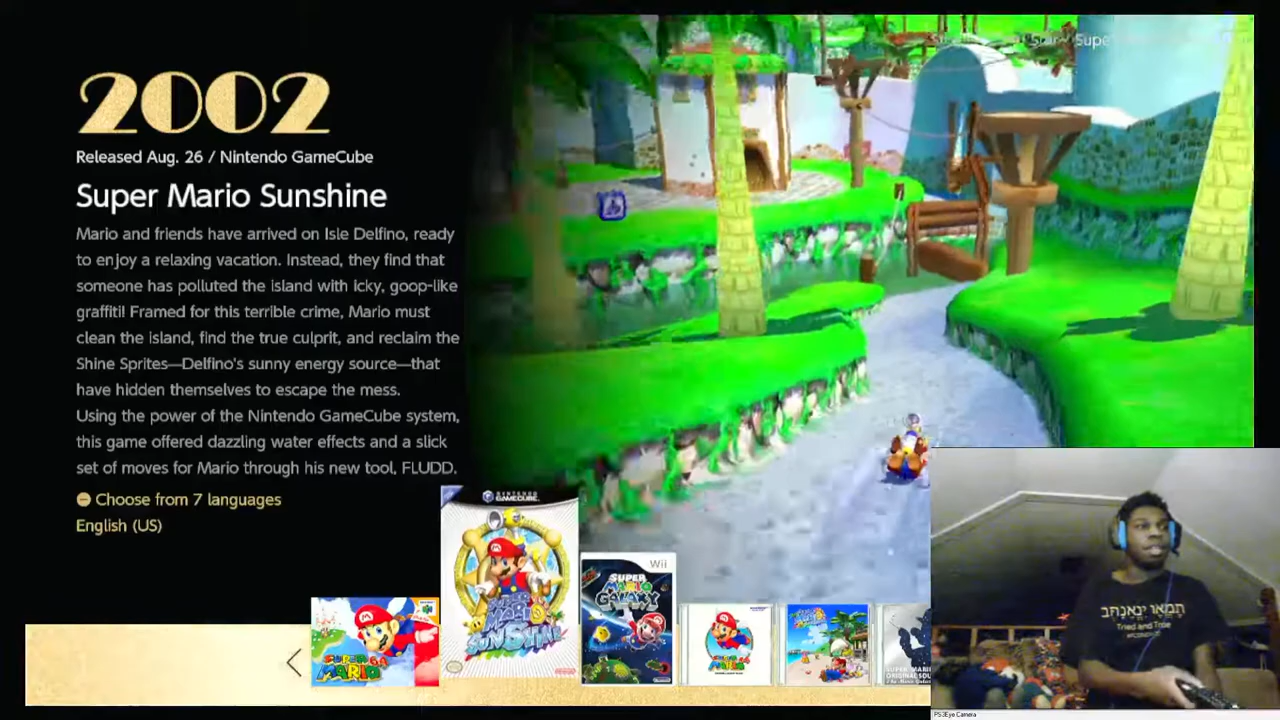 2002
Released Aug. 26 / Nintendo GameCube
Super Mario Sunshine
Mario and friends have arrived on Isle Delfino, ready
to enjoy a relaxing vacation. Instead, they find that
someone has polluted the island with icky, goop-like
graffiti! Framed for this terrible crime, Mario must
clean the island, find the true culprit, and reclaim the
Shine Sprites—Delfino's sunny energy source—that
have hidden themselves to escape the mess.
Using the power of the Nintendo GameCube system,
this game offered dazzling water effects and a slick
set of moves for Mario through his new tool, FLUDD.
Choose from 7 languages
English (US)
NINTENDO
GAMECUBE
SUPER
MARIO
SUNSHINE
Wii
SUPER
MARIO
GALAXY
SUPER
MARIO 64
Tried and True
PS3Eye Camera